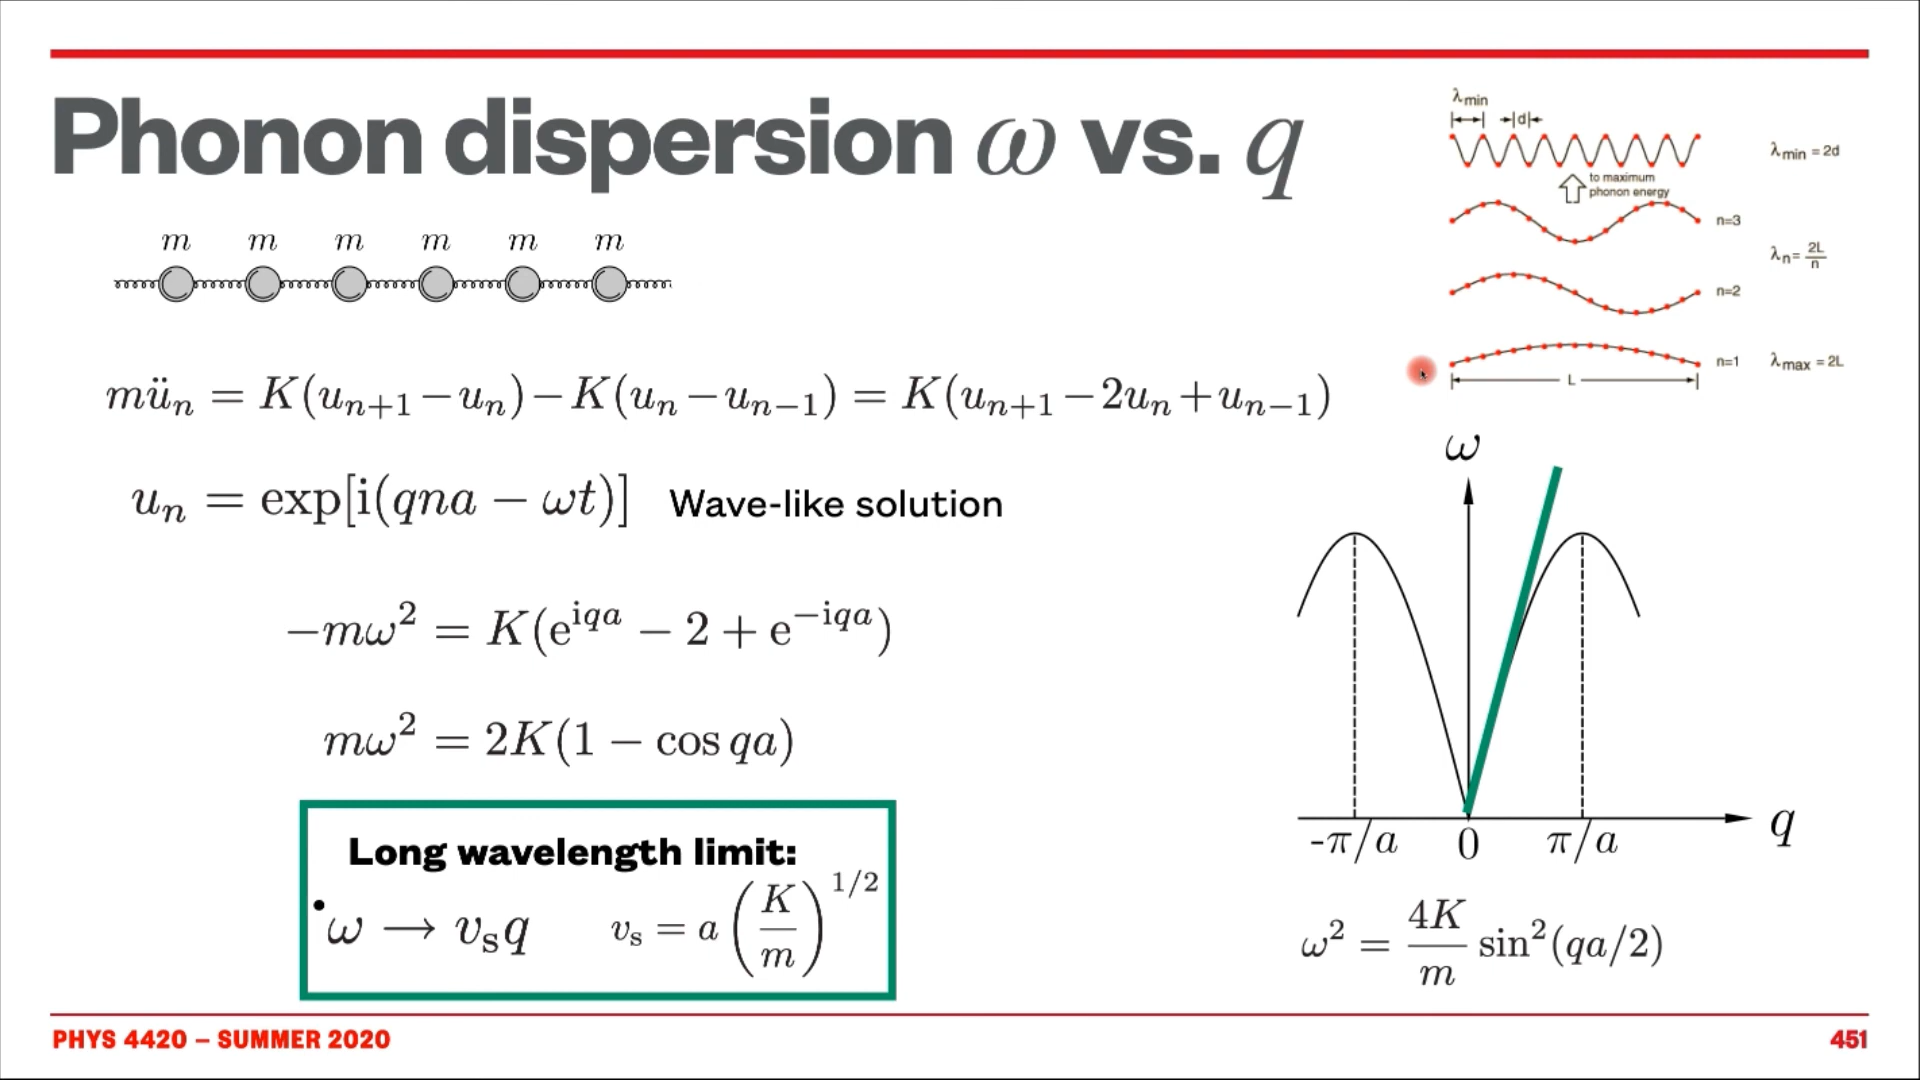 Phonon dispersion ω vs. q
m m m m m m
mü_n = K(u_{n+1} − u_n) − K(u_n − u_{n−1}) = K(u_{n+1} − 2u_n + u_{n−1})
u_n = exp[i(qna − ωt)] Wave-like solution
−mω² = K(e^{iqa} − 2 + e^{−iqa})
mω² = 2K(1 − cos qa)
Long wavelength limit:
•ω → v_s q v_s = a (K/m)^{1/2}
λ_min
d
λ_min = 2d
to maximum
phonon energy
n=3
λ_n = 2L/n
n=2
n=1 λ_max = 2L
L
ω
q
-π/a 0 π/a
ω² = 4K/m sin²(qa/2)
PHYS 4420 – SUMMER 2020 451